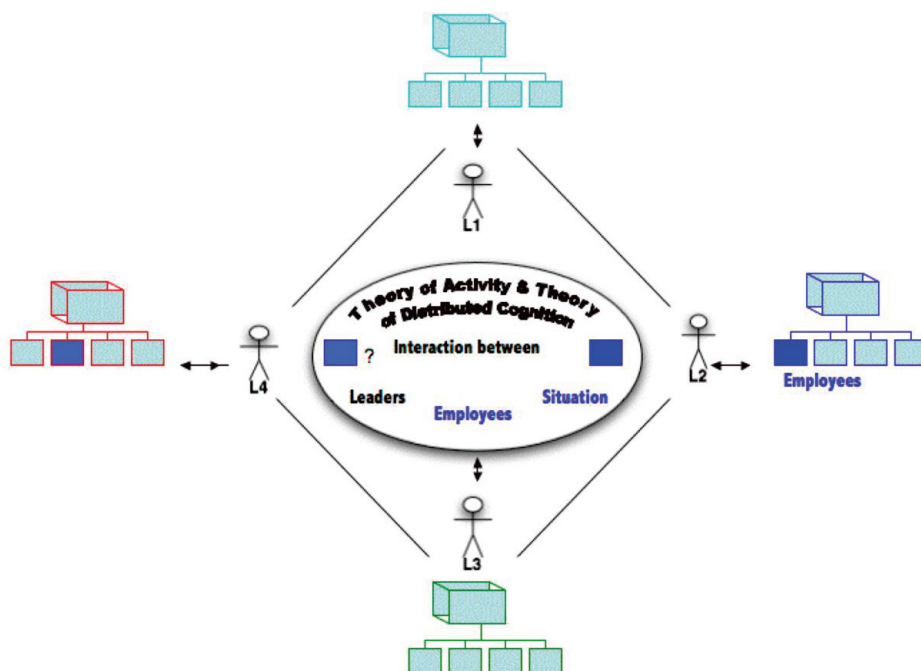 L1
Theory of Activity & Theory
of Distributed Cognition
? Interaction between
L4
L2
Employees
Leaders
Situation
Employees
L3